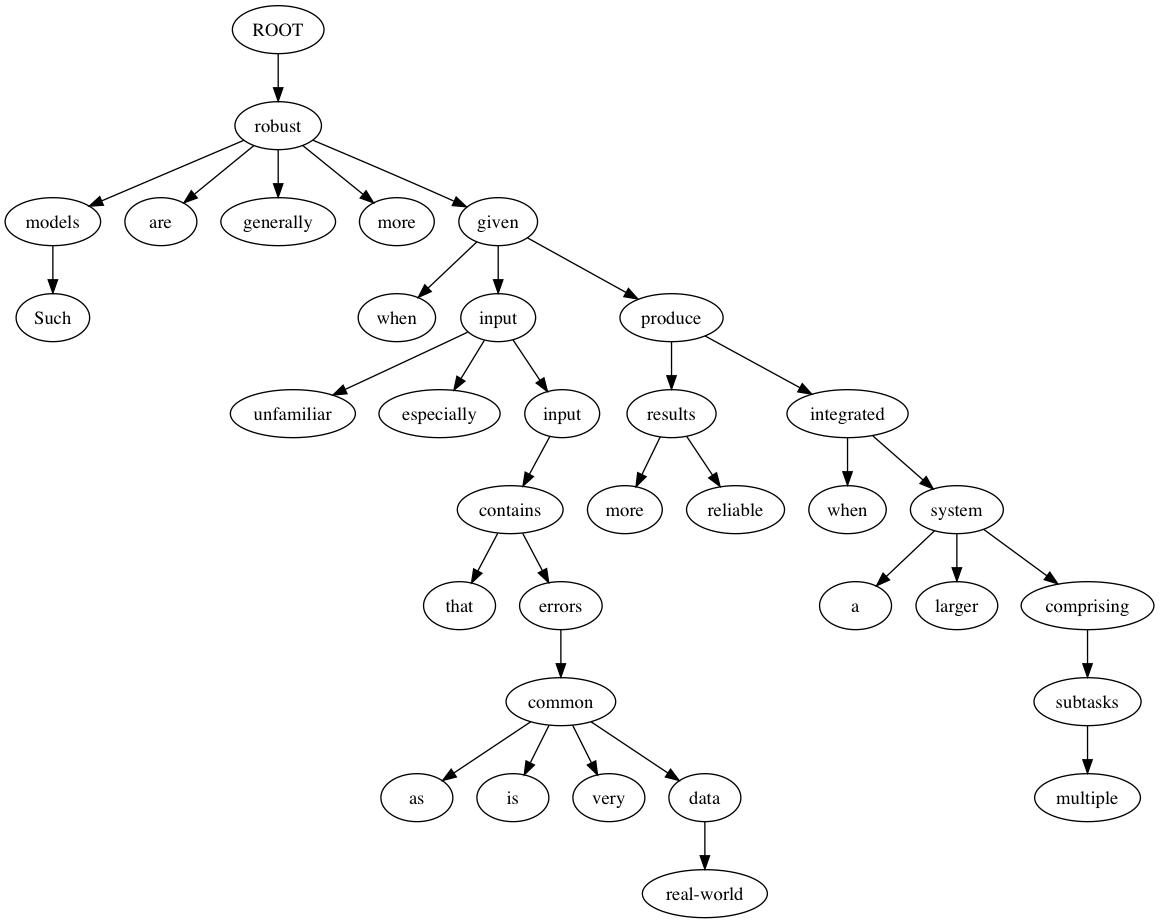 ROOT
robust
models are generally more given
Such when input produce
unfamiliar especially input results integrated
contains more reliable when system
that errors a larger comprising
common subtasks
as is very data multiple
real-world